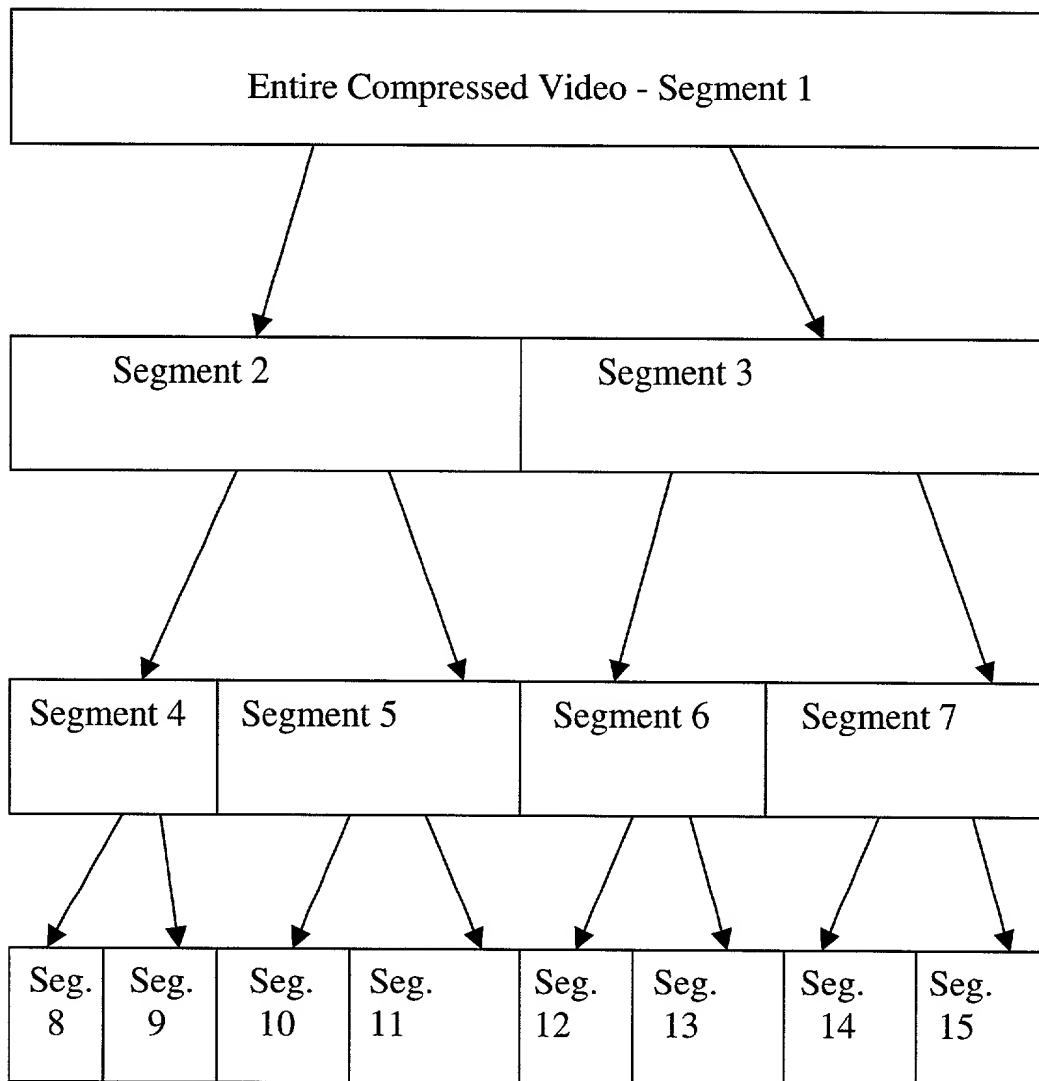 Entire Compressed Video - Segment 1
Segment 2
Segment 3
Segment 4
Segment 5
Segment 6
Segment 7
Seg.
8
Seg.
9
Seg.
10
Seg.
11
Seg.
12
Seg.
13
Seg.
14
Seg.
15